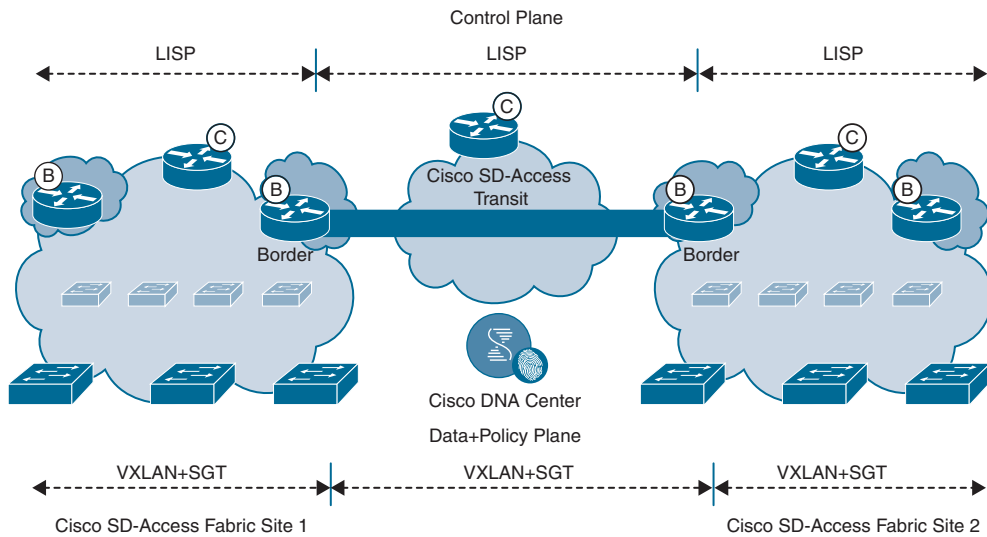 Control Plane
LISP
LISP
LISP
C
C
C
B
B
B
B
Cisco SD-Access
Transit
Border
Border
Cisco DNA Center
Data+Policy Plane
VXLAN+SGT
VXLAN+SGT
VXLAN+SGT
Cisco SD-Access Fabric Site 1
Cisco SD-Access Fabric Site 2